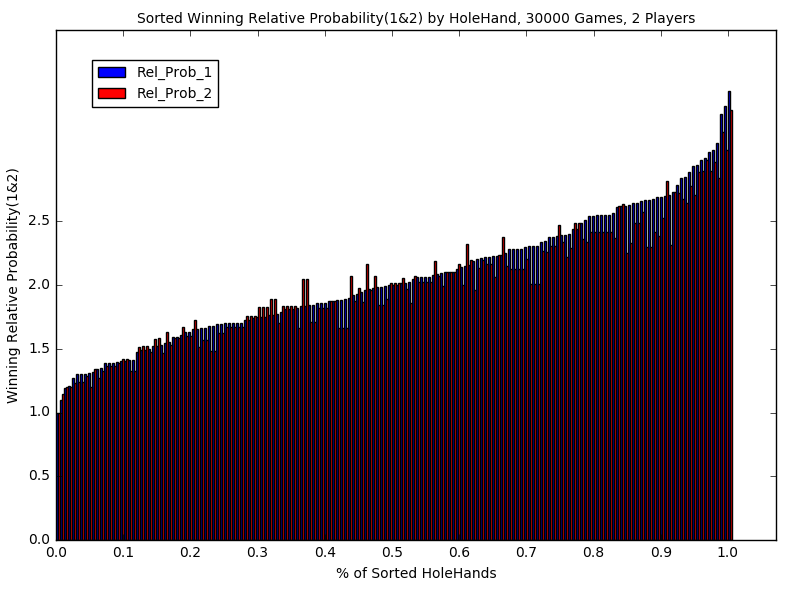 Sorted Winning Relative Probability(1&2) by HoleHand, 30000 Games, 2 Players
Rel_Prob_1
Rel_Prob_2
Winning Relative Probability(1&2)
2.5
2.0
1.5
1.0
0.5
0.0
0.0 0.1 0.2 0.3 0.4 0.5 0.6 0.7 0.8 0.9 1.0
% of Sorted HoleHands